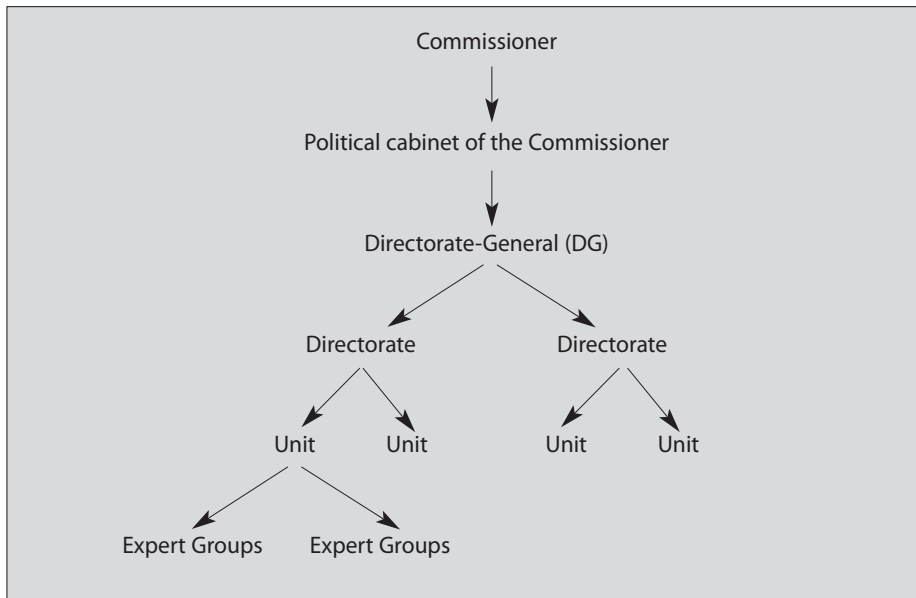 Commissioner
Political cabinet of the Commissioner
Directorate-General (DG)
Directorate Directorate
Unit Unit Unit Unit
Expert Groups Expert Groups